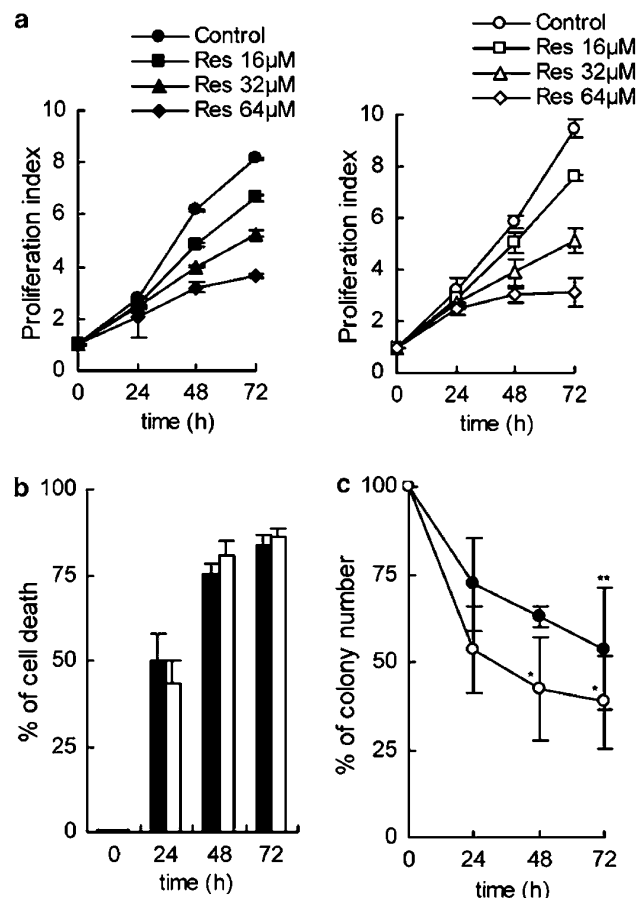 a
Control
Res 16µM
Res 32µM
Res 64µM
Proliferation index
10
8
6
4
2
0
0 24 48 72
time (h)
Control
Res 16µM
Res 32µM
Res 64µM
Proliferation index
10
8
6
4
2
0
0 24 48 72
time (h)
b
% of cell death
100
75
50
25
0
0 24 48 72
time (h)
c
% of colony number
100
75
50
25
0
**
* *
0 24 48 72
time (h)